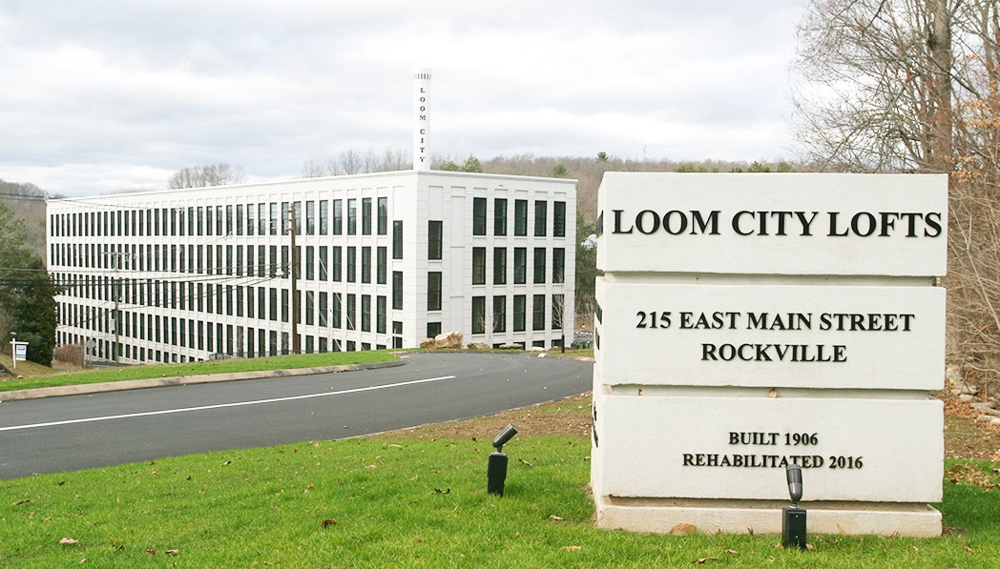 LOOM CITY
LOOM CITY LOFTS
215 EAST MAIN STREET
ROCKVILLE
BUILT 1906
REHABILITATED 2016